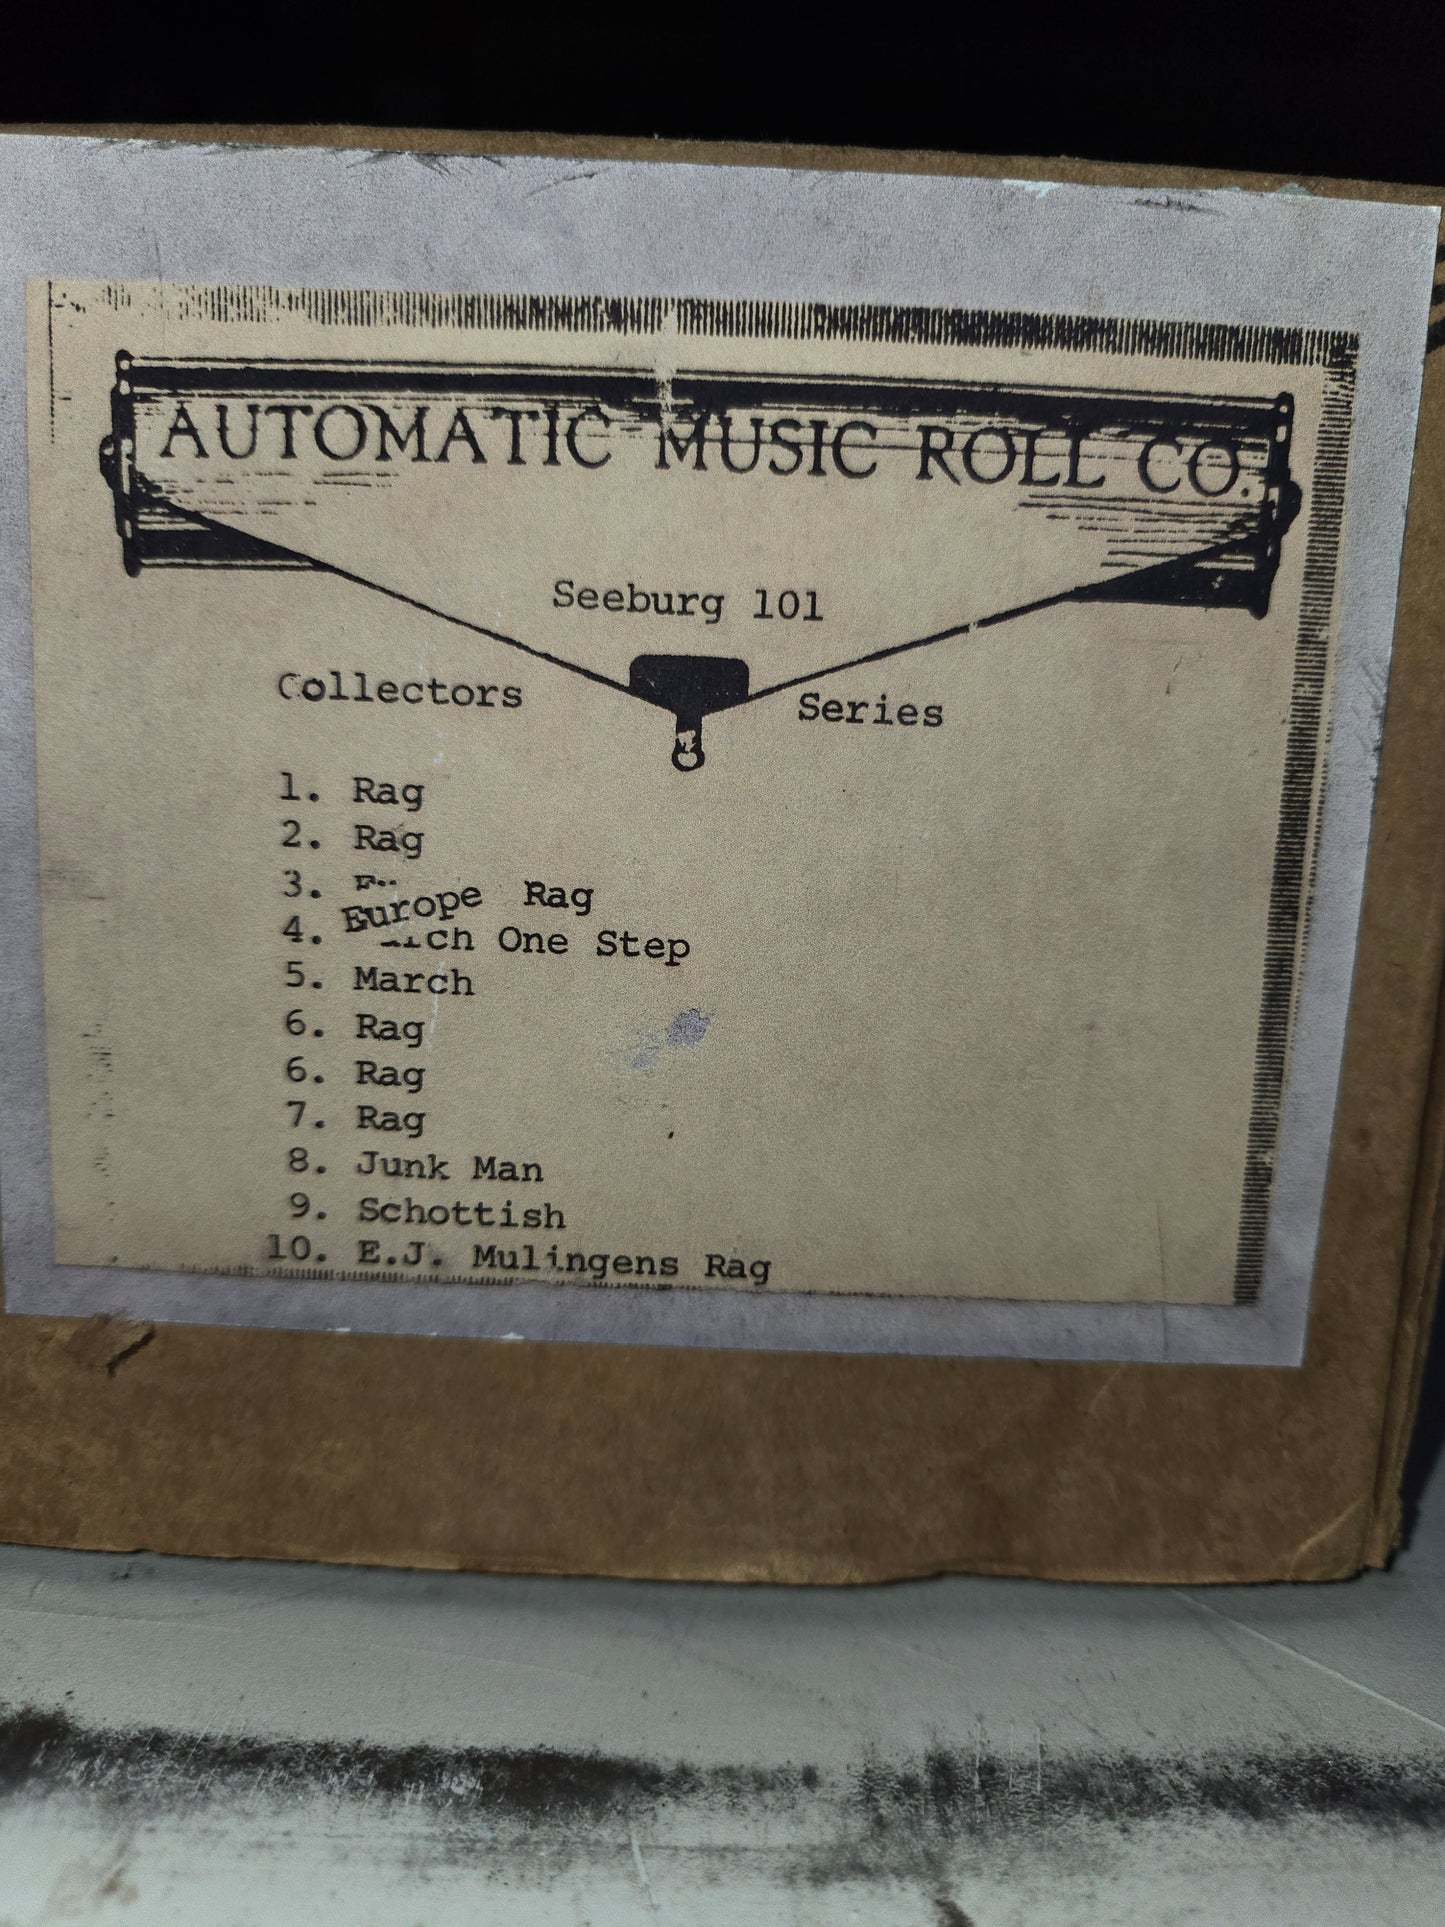 AUTOMATIC MUSIC ROLL CO.
Seeburg 101
Collectors Series
1. Rag
2. Rag
3. Europe Rag
4. One Step
5. March
6. Rag
6. Rag
7. Rag
8. Junk Man
9. Schottish
10. E.J. Mulingens Rag